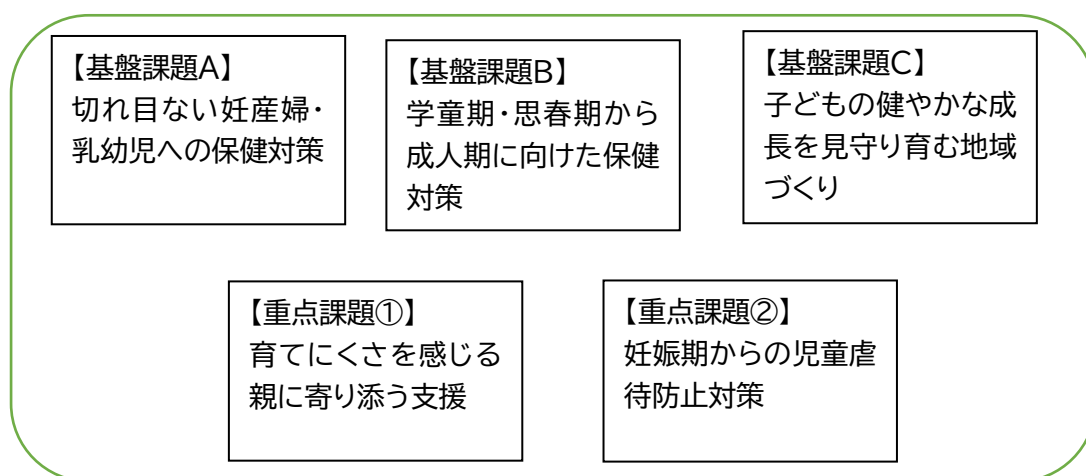 【基盤課題A】
切れ目ない妊産婦・
乳幼児への保健対策
【基盤課題B】
学童期・思春期から
成人期に向けた保健
対策
【基盤課題C】
子どもの健やかな成
長を見守り育む地域
づくり
【重点課題①】
育てにくさを感じる
親に寄り添う支援
【重点課題②】
妊娠期からの児童虐
待防止対策